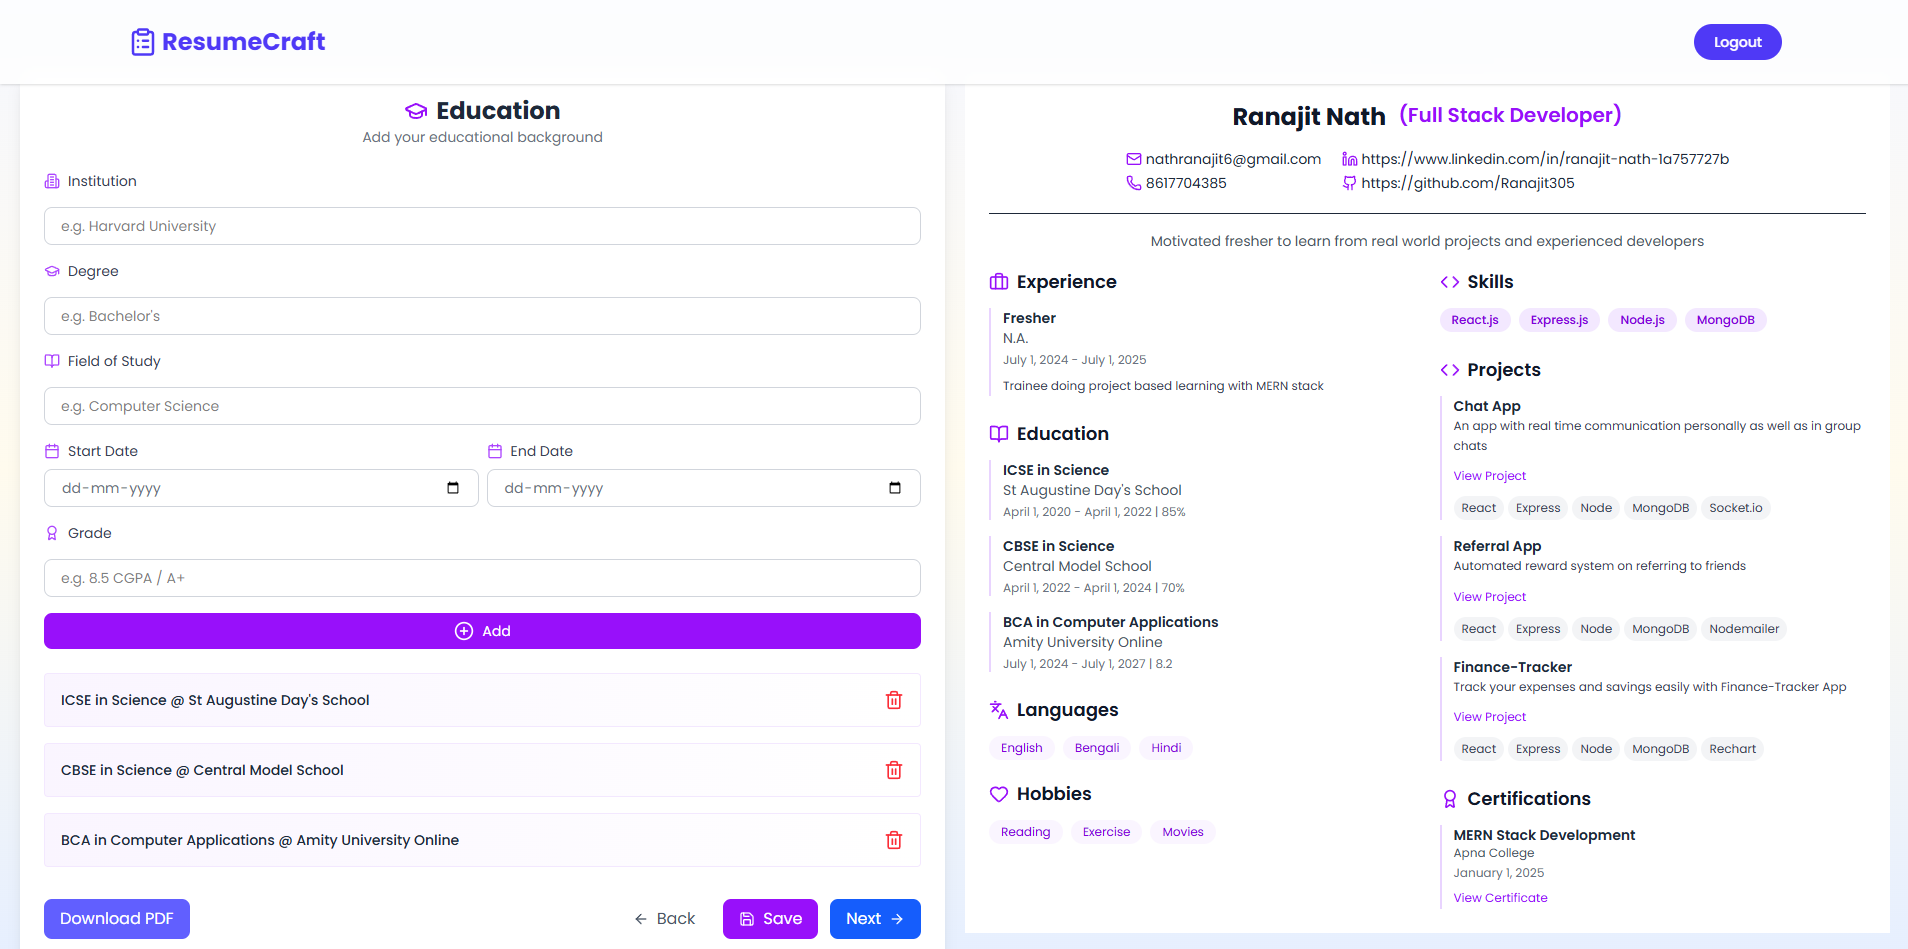 ResumeCraft
Logout
Education
Add your educational background
Institution
e.g. Harvard University
Degree
e.g. Bachelor's
Field of Study
e.g. Computer Science
Start Date
End Date
dd-mm-yyyy
dd-mm-yyyy
Grade
e.g. 8.5 CGPA / A+
Add
ICSE in Science @ St Augustine Day's School
CBSE in Science @ Central Model School
BCA in Computer Applications @ Amity University Online
Download PDF
Back
Save
Next
Ranajit Nath (Full Stack Developer)
nathranajit6@gmail.com
https://www.linkedin.com/in/ranajit-nath-1a757727b
8617704385
https://github.com/Ranajit305
Motivated fresher to learn from real world projects and experienced developers
Experience
Fresher
N.A.
July 1, 2024 - July 1, 2025
Trainee doing project based learning with MERN stack
Education
ICSE in Science
St Augustine Day's School
April 1, 2020 - April 1, 2022 | 85%
CBSE in Science
Central Model School
April 1, 2022 - April 1, 2024 | 70%
BCA in Computer Applications
Amity University Online
July 1, 2024 - July 1, 2027 | 8.2
Languages
English Bengali Hindi
Hobbies
Reading Exercise Movies
Skills
React.js Express.js Node.js MongoDB
Projects
Chat App
An app with real time communication personally as well as in group
chats
View Project
React Express Node MongoDB Socket.io
Referral App
Automated reward system on referring to friends
View Project
React Express Node MongoDB Nodemailer
Finance-Tracker
Track your expenses and savings easily with Finance-Tracker App
View Project
React Express Node MongoDB Rechart
Certifications
MERN Stack Development
Apna College
January 1, 2025
View Certificate